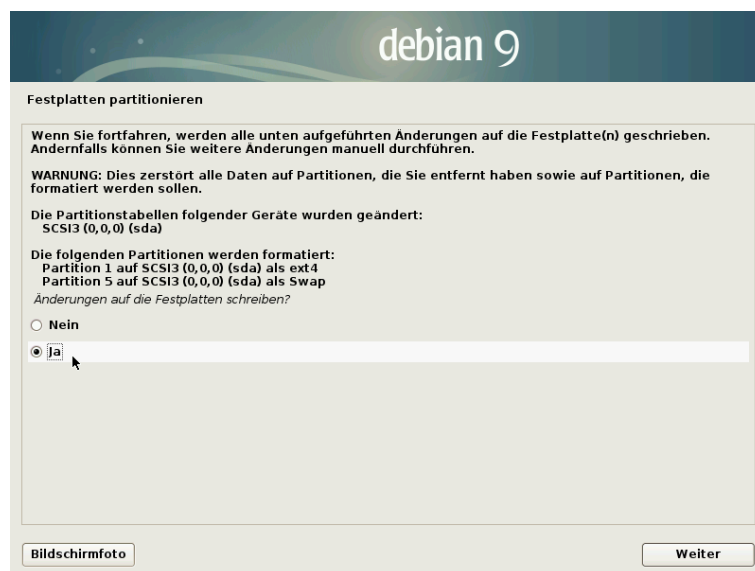 debian 9
Festplatten partitionieren
Wenn Sie fortfahren, werden alle unten aufgeführten Änderungen auf die Festplatte(n) geschrieben.
Andernfalls können Sie weitere Änderungen manuell durchführen.
WARNUNG: Dies zerstört alle Daten auf Partitionen, die Sie entfernt haben sowie auf Partitionen, die
formatiert werden sollen.
Die Partitionstabellen folgender Geräte wurden geändert:
SCSI3 (0,0,0) (sda)
Die folgenden Partitionen werden formatiert:
Partition 1 auf SCSI3 (0,0,0) (sda) als ext4
Partition 5 auf SCSI3 (0,0,0) (sda) als Swap
Änderungen auf die Festplatten schreiben?
Nein
Ja
Bildschirmfoto
Weiter